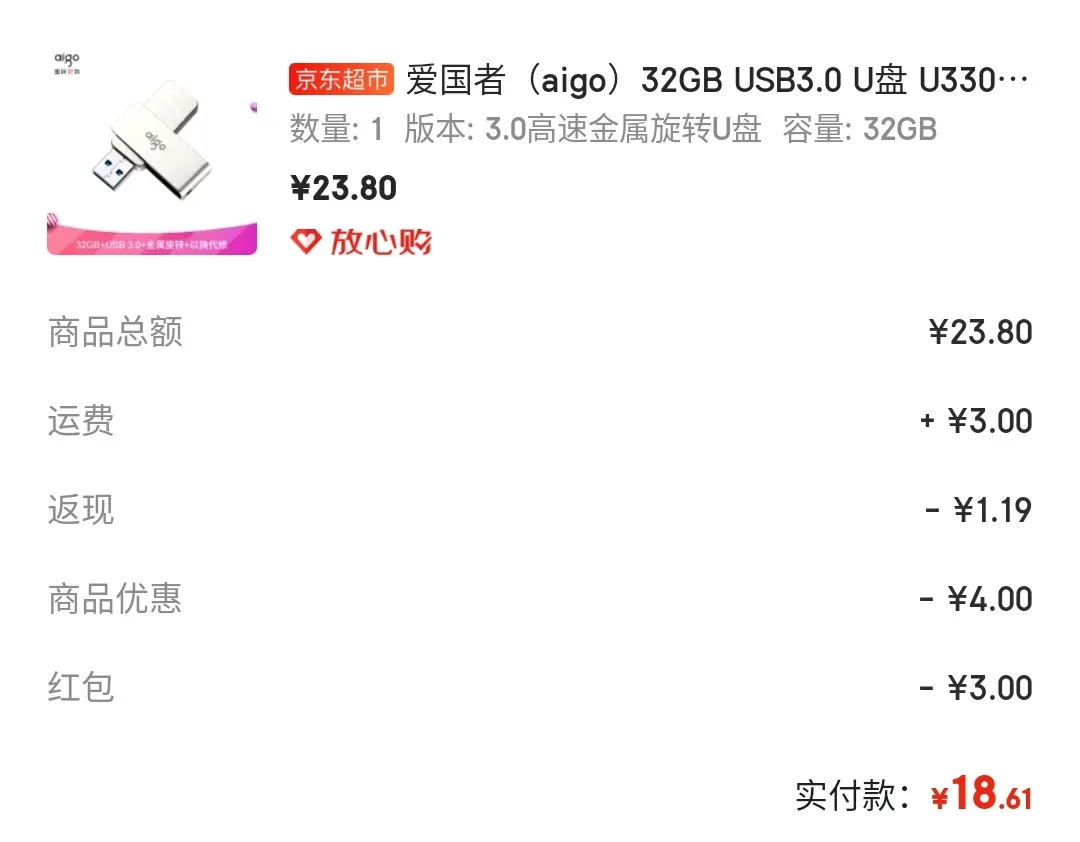 aigo
京东超市 爱国者（aigo）32GB USB3.0 U盘 U330…
数量: 1 版本: 3.0高速金属旋转U盘 容量: 32GB
¥23.80
放心购
aigo
32GB+USB 3.0+金属旋转+以换代修
商品总额 ¥23.80
运费 + ¥3.00
返现 - ¥1.19
商品优惠 - ¥4.00
红包 - ¥3.00
实付款： ¥18.61